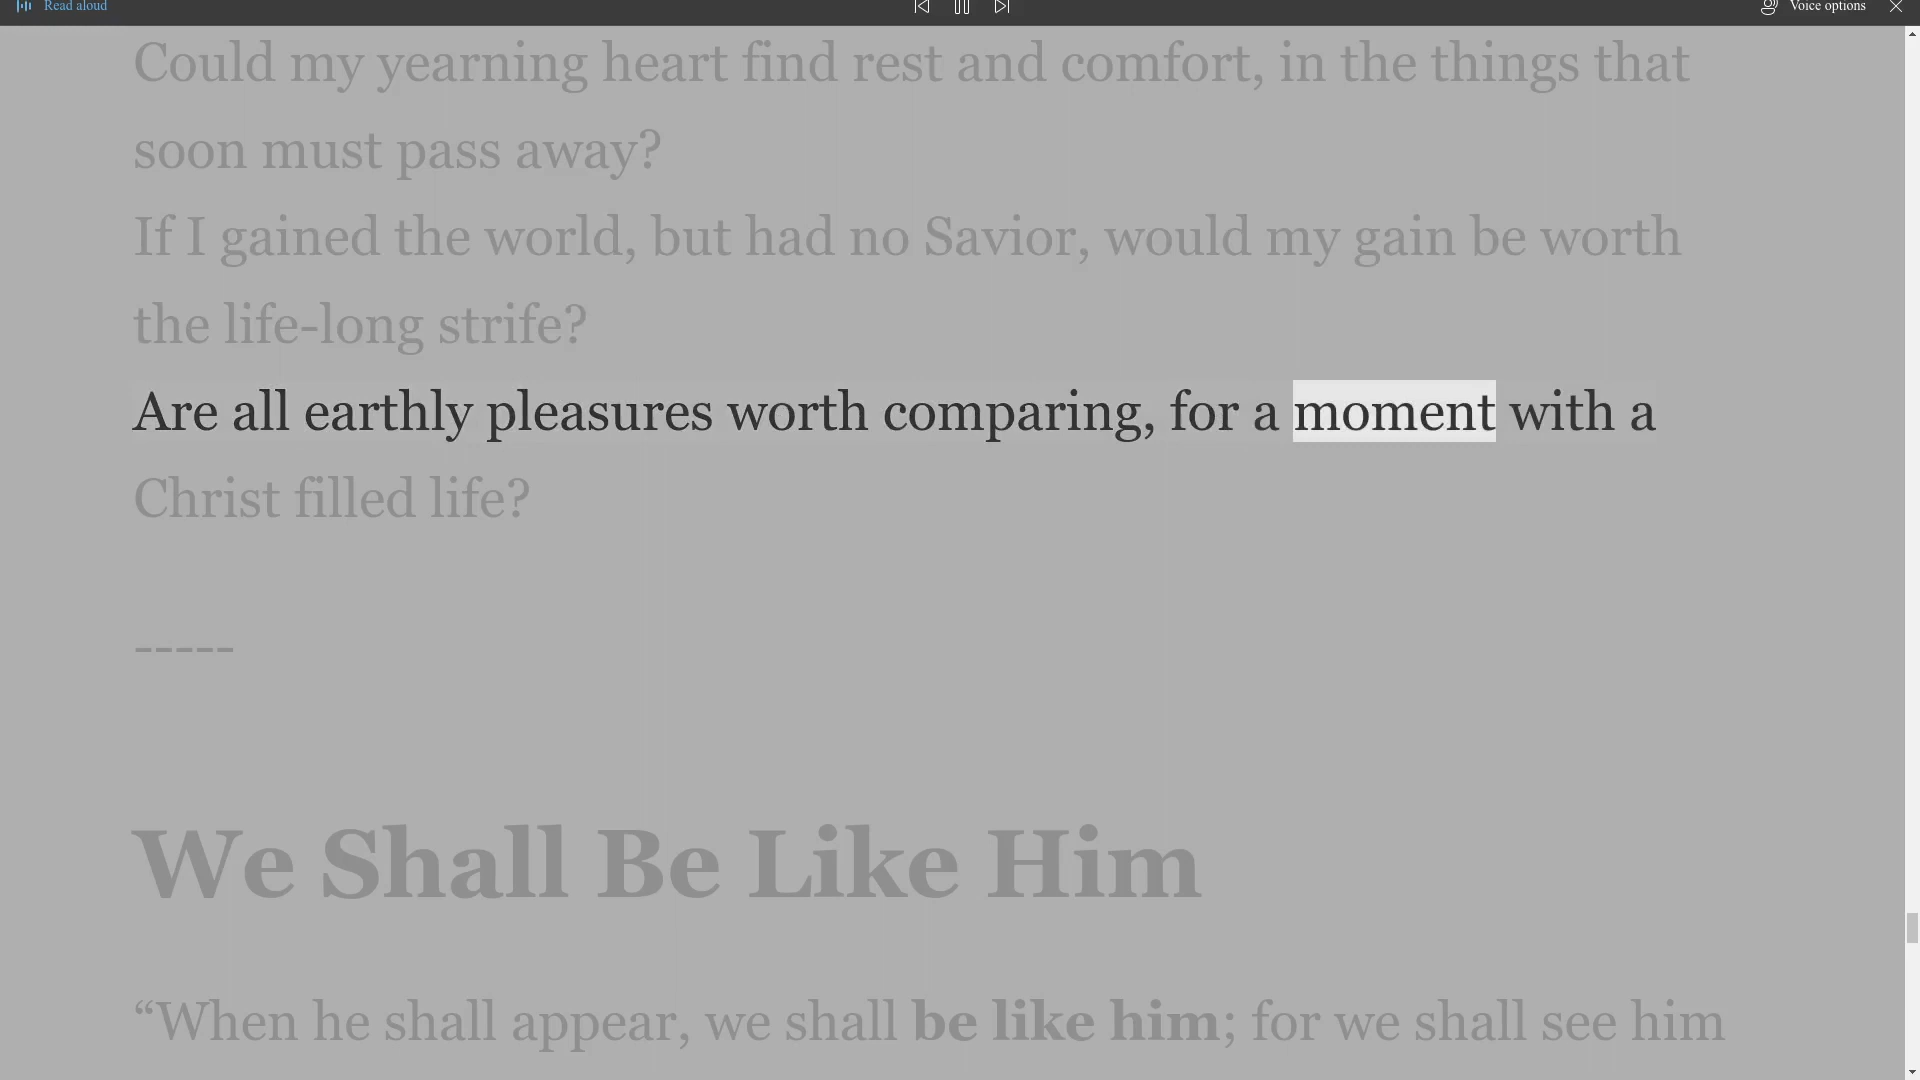 Read aloud
Voice options
Could my yearning heart find rest and comfort, in the things that
soon must pass away?
If I gained the world, but had no Savior, would my gain be worth
the life-long strife?
Are all earthly pleasures worth comparing, for a moment with a
Christ filled life?
-----
We Shall Be Like Him
“When he shall appear, we shall be like him; for we shall see him